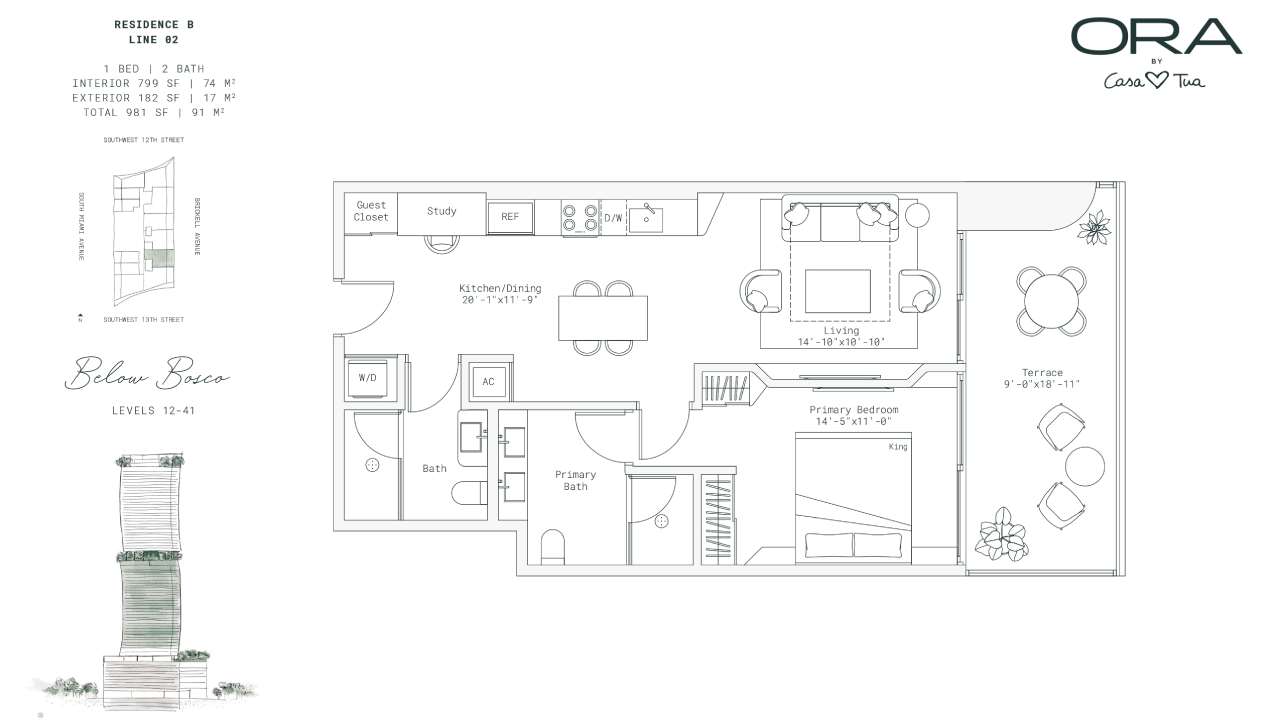 RESIDENCE B
LINE 02
1 BED | 2 BATH
INTERIOR 799 SF | 74 M²
EXTERIOR 182 SF | 17 M²
TOTAL 981 SF | 91 M²
SOUTHWEST 12TH STREET
SOUTH MIAMI AVENUE
BRICKELL AVENUE
N
SOUTHWEST 13TH STREET
Below Bosco
LEVELS 12-41
ORA
BY
Casa Tua
Guest
Closet
Study
REF
D/W
Kitchen/Dining
20'-1"x11'-9"
Living
14'-10"x10'-10"
Terrace
9'-0"x18'-11"
W/D
AC
Primary Bedroom
14'-5"x11'-0"
King
Bath
Primary
Bath